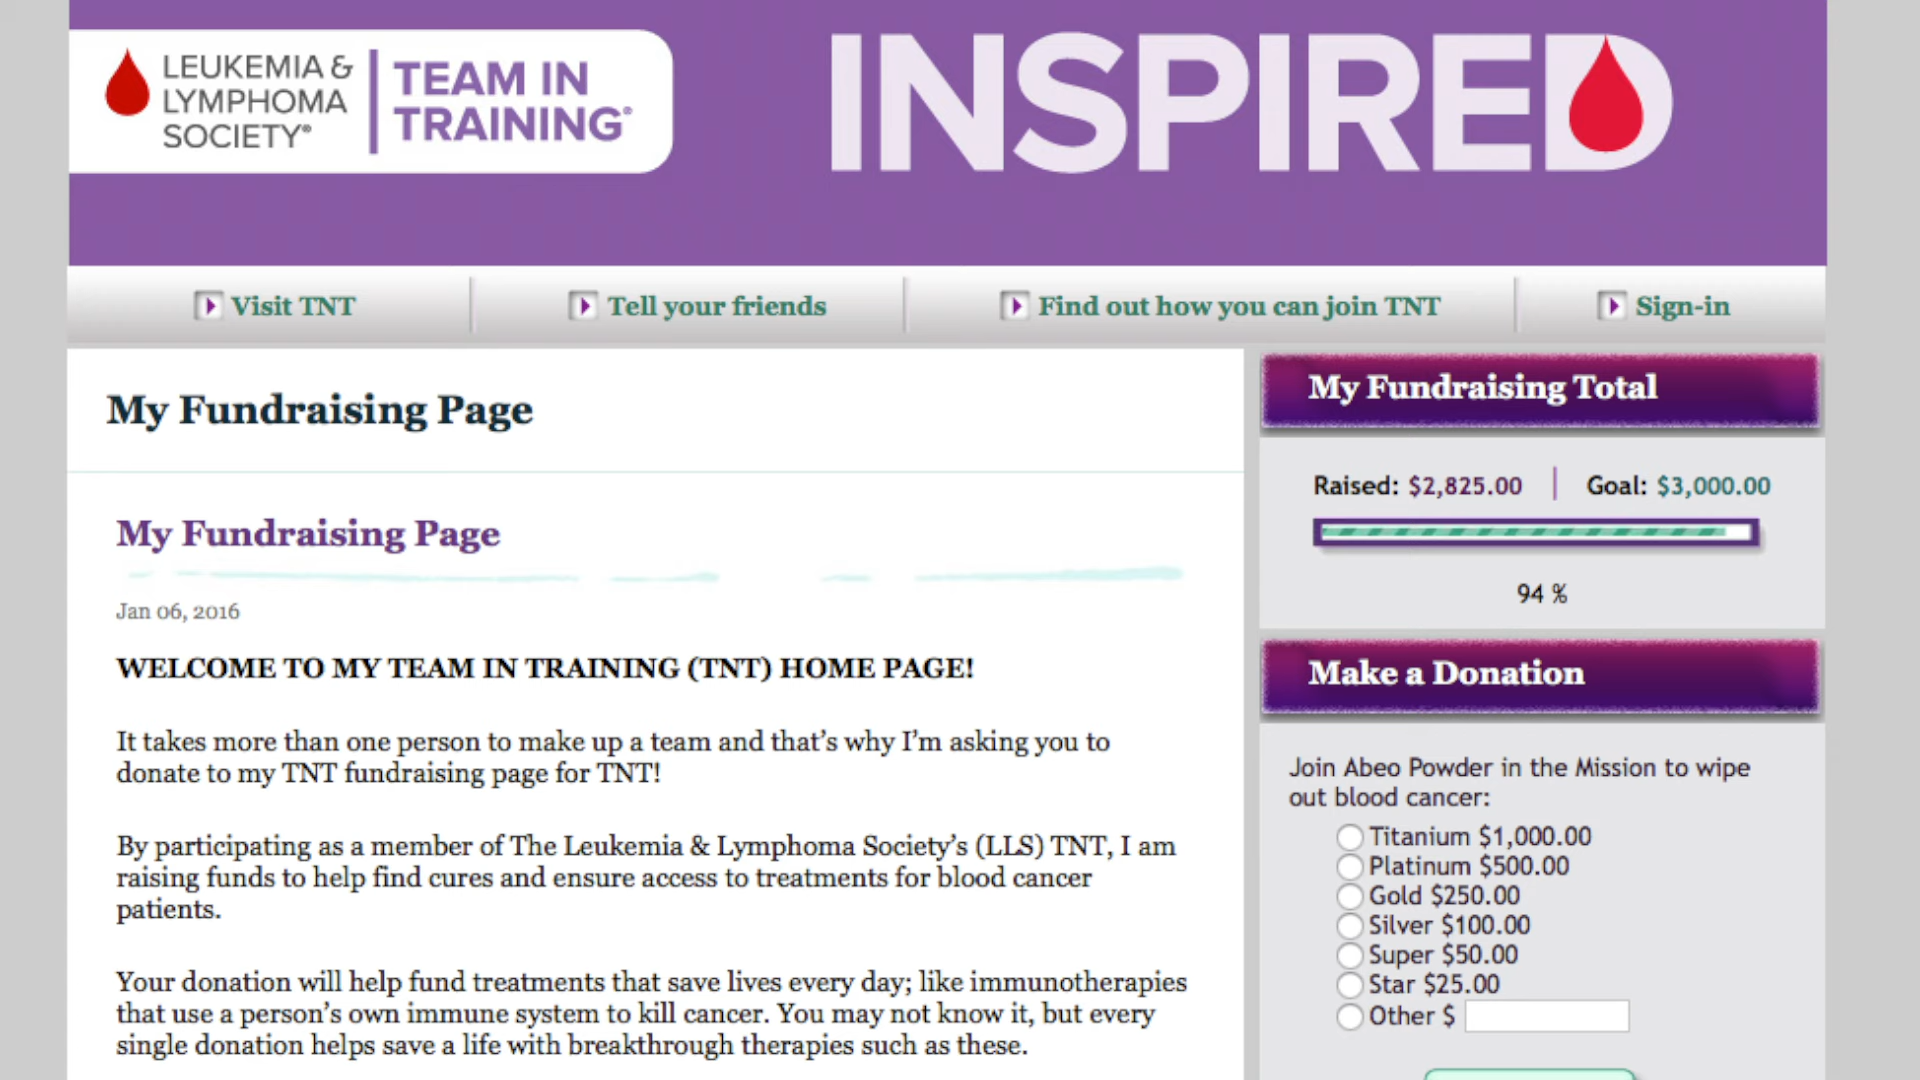 LEUKEMIA &
LYMPHOMA
SOCIETY®
TEAM IN
TRAINING®
INSPIRED
Visit TNT
Tell your friends
Find out how you can join TNT
Sign-in
My Fundraising Page
My Fundraising Page
Jan 06, 2016
WELCOME TO MY TEAM IN TRAINING (TNT) HOME PAGE!
It takes more than one person to make up a team and that's why I'm asking you to
donate to my TNT fundraising page for TNT!
By participating as a member of The Leukemia & Lymphoma Society's (LLS) TNT, I am
raising funds to help find cures and ensure access to treatments for blood cancer
patients.
Your donation will help fund treatments that save lives every day; like immunotherapies
that use a person's own immune system to kill cancer. You may not know it, but every
single donation helps save a life with breakthrough therapies such as these.
My Fundraising Total
Raised: $2,825.00 | Goal: $3,000.00
94 %
Make a Donation
Join Abeo Powder in the Mission to wipe
out blood cancer:
Titanium $1,000.00
Platinum $500.00
Gold $250.00
Silver $100.00
Super $50.00
Star $25.00
Other $